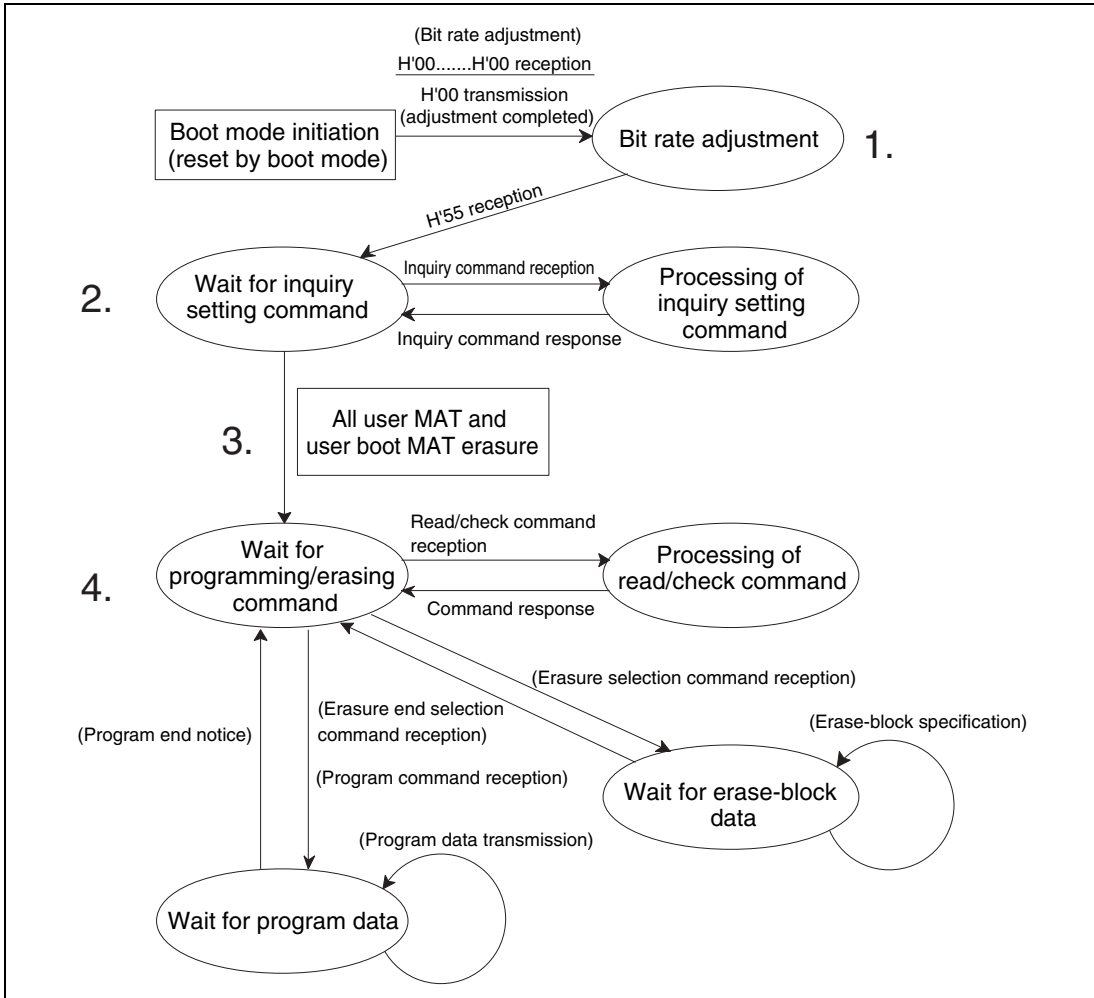 (Bit rate adjustment)
H'00.......H'00 reception
H'00 transmission
(adjustment completed)
Boot mode initiation
(reset by boot mode)
Bit rate adjustment
1.
H'55 reception
2.
Wait for inquiry
setting command
Inquiry command reception
Inquiry command response
Processing of
inquiry setting
command
3.
All user MAT and
user boot MAT erasure
4.
Wait for
programming/erasing
command
Read/check command
reception
Command response
Processing of
read/check command
(Erasure selection command reception)
(Program end notice)
(Erasure end selection
command reception)
(Program command reception)
(Erase-block specification)
Wait for erase-block
data
(Program data transmission)
Wait for program data